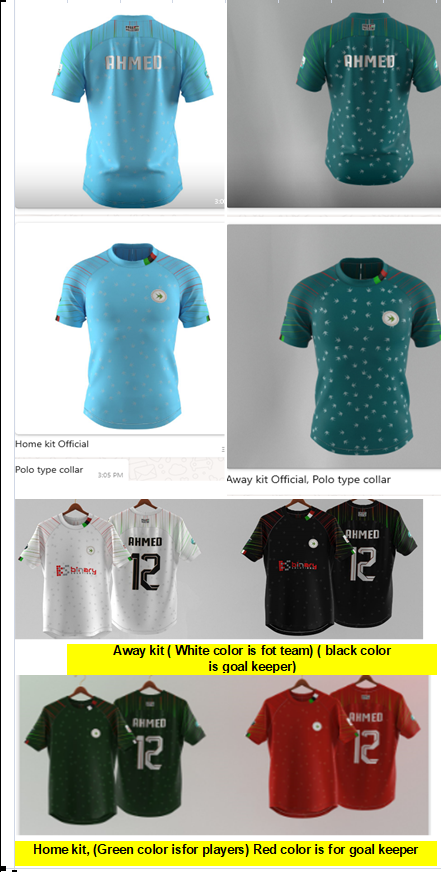 AHMED
AHMED
Home kit Official
Polo type collar
3:05 PM
Away kit Official, Polo type collar
AHMED
12
binary
AHMED
12
binary
Away kit ( White color is fot team) ( black color
is goal keeper)
AHMED
12
AHMED
12
Home kit, (Green color isfor players) Red color is for goal keeper